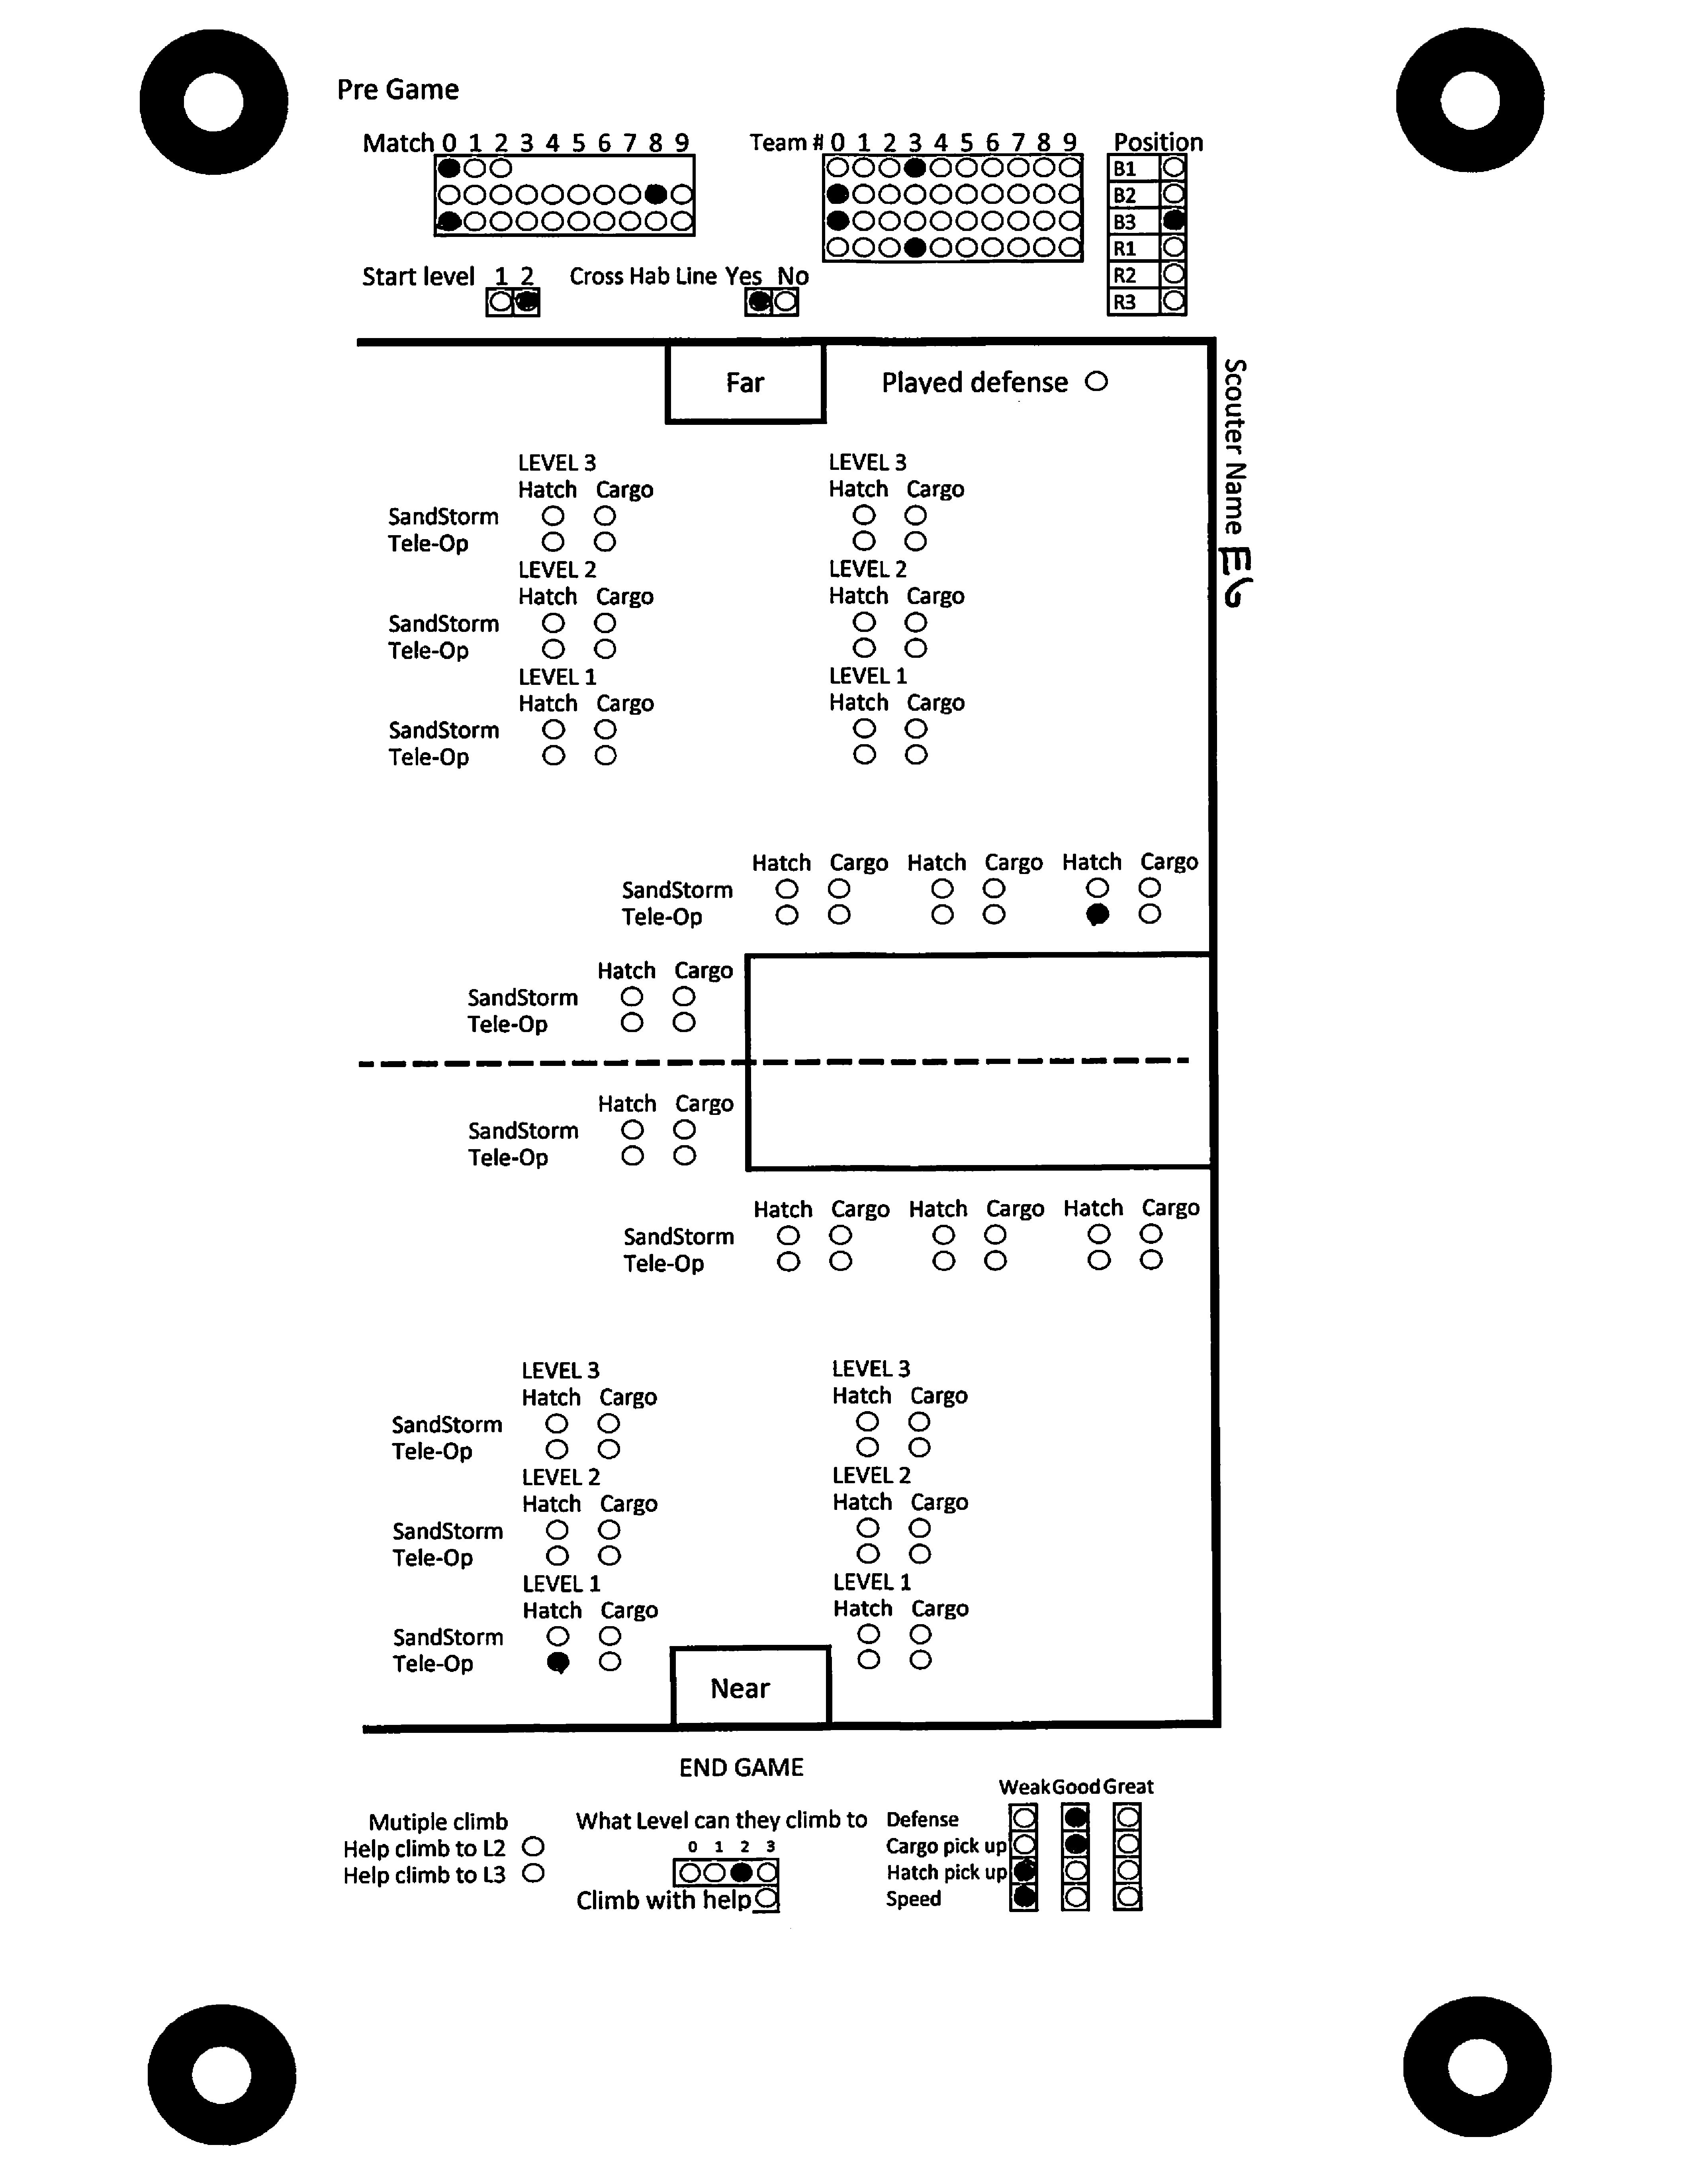 Pre Game
Match 0 1 2 3 4 5 6 7 8 9
Team # 0 1 2 3 4 5 6 7 8 9
Position
B1
B2
B3
R1
R2
R3
Start level 1 2
Cross Hab Line Yes No
Far
Played defense
Scouter Name EG
LEVEL 3 LEVEL 3
Hatch Cargo Hatch Cargo
SandStorm
Tele-Op
LEVEL 2 LEVEL 2
Hatch Cargo Hatch Cargo
SandStorm
Tele-Op
LEVEL 1 LEVEL 1
Hatch Cargo Hatch Cargo
SandStorm
Tele-Op
Hatch Cargo Hatch Cargo Hatch Cargo
SandStorm
Tele-Op
Hatch Cargo
SandStorm
Tele-Op
Hatch Cargo
SandStorm
Tele-Op
Hatch Cargo Hatch Cargo Hatch Cargo
SandStorm
Tele-Op
LEVEL 3 LEVEL 3
Hatch Cargo Hatch Cargo
SandStorm
Tele-Op
LEVEL 2 LEVEL 2
Hatch Cargo Hatch Cargo
SandStorm
Tele-Op
LEVEL 1 LEVEL 1
Hatch Cargo Hatch Cargo
SandStorm
Tele-Op
Near
END GAME
Mutiple climb
Help climb to L2
Help climb to L3
What Level can they climb to
0 1 2 3
Climb with help
Weak Good Great
Defense
Cargo pick up
Hatch pick up
Speed